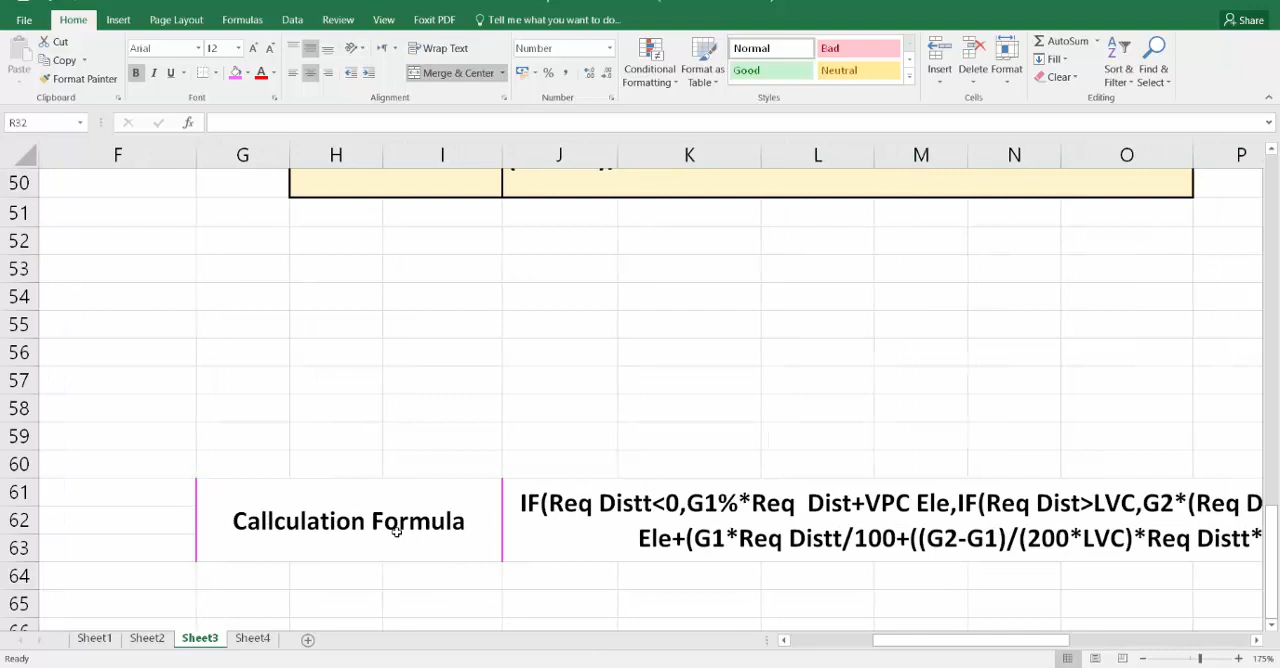 File Home Insert Page Layout Formulas Data Review View Foxit PDF Tell me what you want to do... Share
Paste Cut Copy Format Painter Clipboard
Arial 12 B I U Font
Wrap Text Merge & Center Alignment
Number % Number
Conditional Formatting Format as Table Normal Bad Good Neutral Styles
Insert Delete Format Cells
AutoSum Fill Clear Sort & Filter Find & Select Editing
R32 fx
F G H I J K L M N O P
50
51
52
53
54
55
56
57
58
59
60
61 IF(Req Distt<0,G1%*Req Dist+VPC Ele,IF(Req Dist>LVC,G2*(Req D
62 Callculation Formula
63 Ele+(G1*Req Distt/100+((G2-G1)/(200*LVC)*Req Distt*
64
65
66
Sheet1 Sheet2 Sheet3 Sheet4
Ready 175%